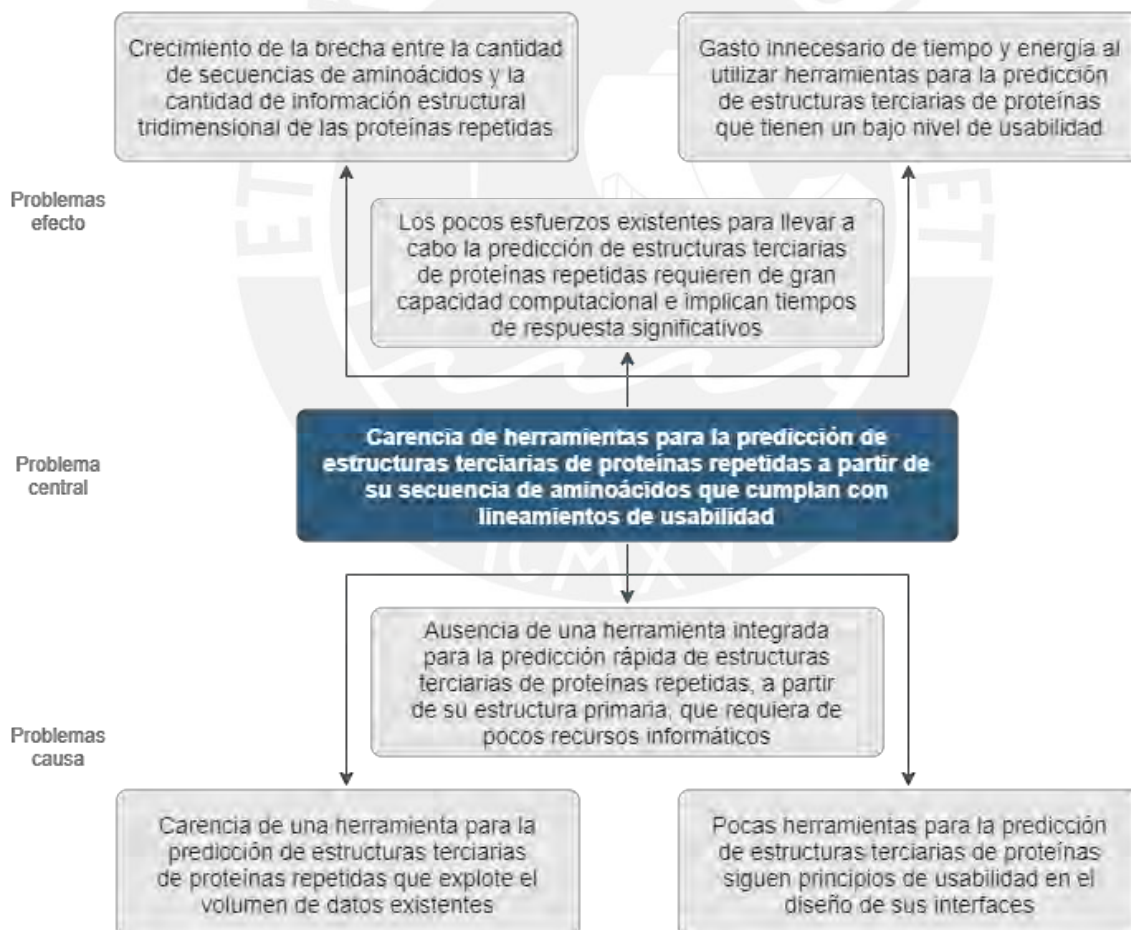 Crecimiento de la brecha entre la cantidad
de secuencias de aminoácidos y la
cantidad de información estructural
tridimensional de las proteínas repetidas
Gasto innecesario de tiempo y energía al
utilizar herramientas para la predicción
de estructuras terciarias de proteínas
que tienen un bajo nivel de usabilidad
Problemas
efecto
Los pocos esfuerzos existentes para llevar a
cabo la predicción de estructuras terciarias
de proteínas repetidas requieren de gran
capacidad computacional e implican tiempos
de respuesta significativos
Problema
central
Carencia de herramientas para la predicción de
estructuras terciarias de proteínas repetidas a partir de
su secuencia de aminoácidos que cumplan con
lineamientos de usabilidad
Problemas
causa
Ausencia de una herramienta integrada
para la predicción rápida de estructuras
terciarias de proteínas repetidas, a partir
de su estructura primaria, que requiera de
pocos recursos informáticos
Carencia de una herramienta para la
predicción de estructuras terciarias
de proteínas repetidas que explote el
volumen de datos existentes
Pocas herramientas para la predicción
de estructuras terciarias de proteínas
siguen principios de usabilidad en el
diseño de sus interfaces